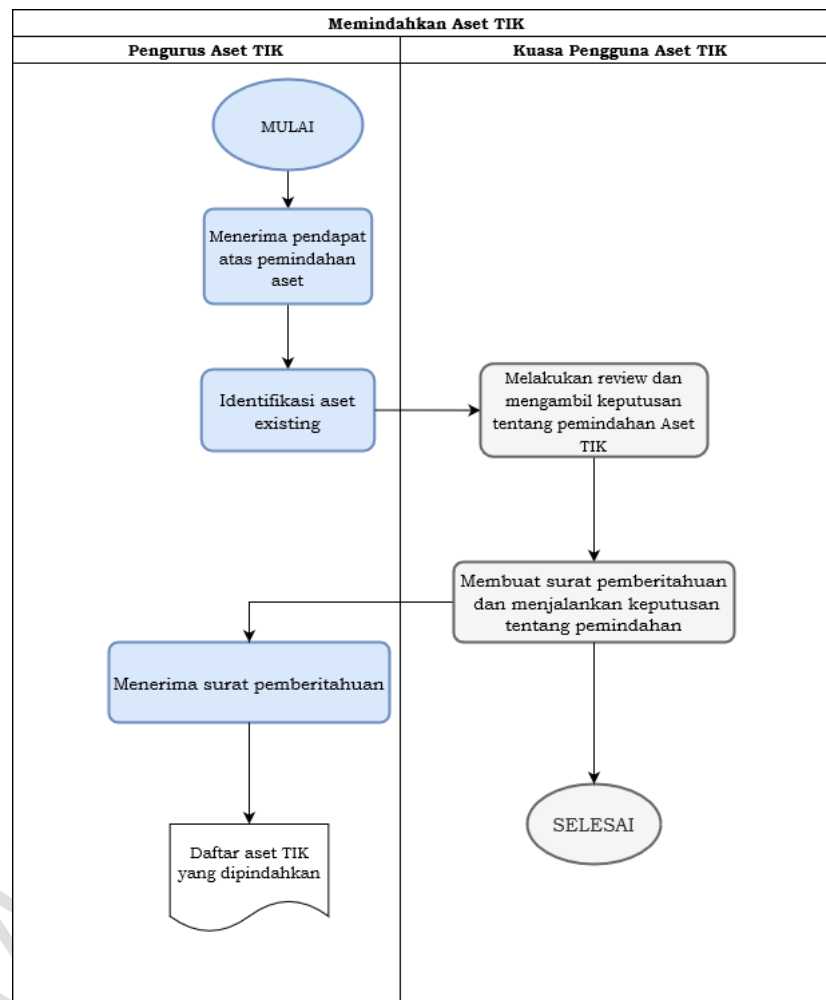 Memindahkan Aset TIK
Pengurus Aset TIK
Kuasa Pengguna Aset TIK
MULAI
Menerima pendapat
atas pemindahan
aset
Identifikasi aset
existing
Melakukan review dan
mengambil keputusan
tentang pemindahan Aset
TIK
Membuat surat pemberitahuan
dan menjalankan keputusan
tentang pemindahan
Menerima surat pemberitahuan
Daftar aset TIK
yang dipindahkan
SELESAI